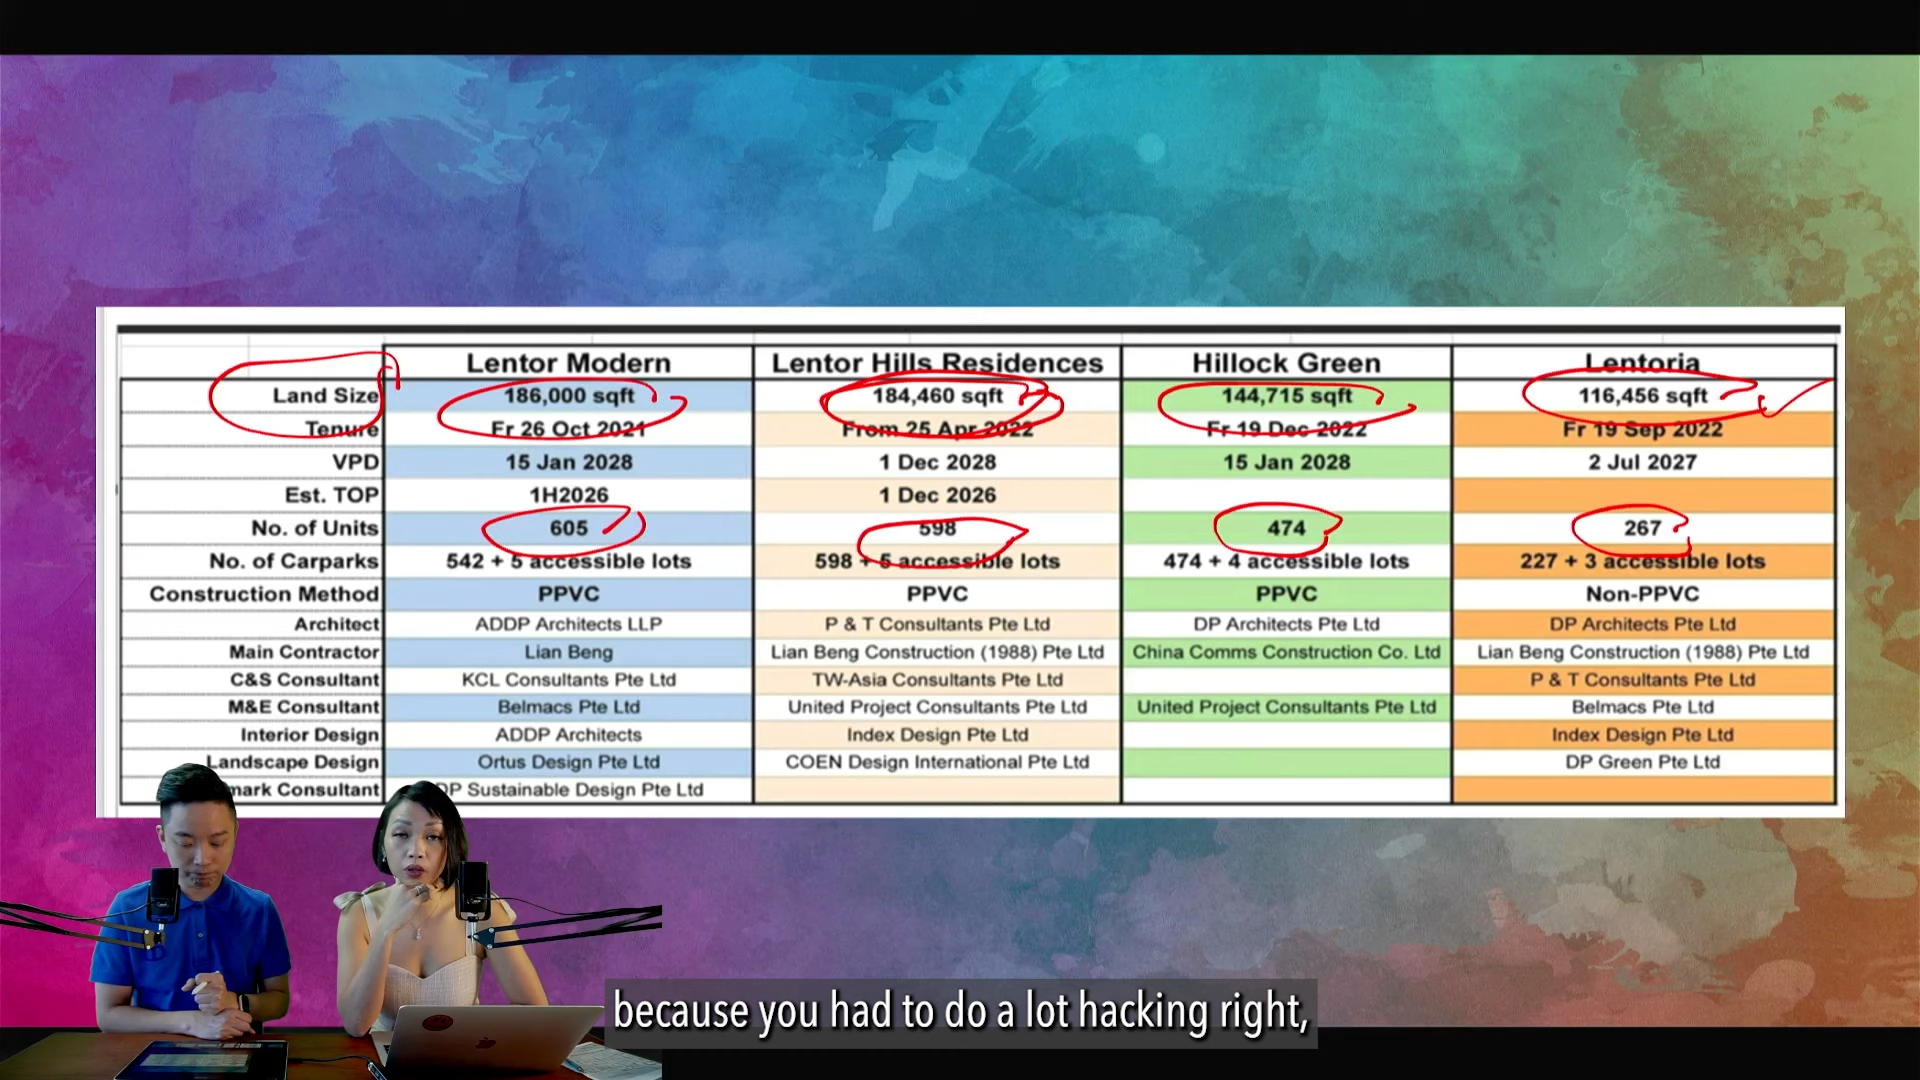 Lentor Modern Lentor Hills Residences Hillock Green Lentoria
Land Size 186,000 sqft 184,460 sqft 144,715 sqft 116,456 sqft
Tenure Fr 26 Oct 2021 From 25 Apr 2022 Fr 19 Dec 2022 Fr 19 Sep 2022
VPD 15 Jan 2028 1 Dec 2028 15 Jan 2028 2 Jul 2027
Est. TOP 1H2026 1 Dec 2026
No. of Units 605 598 474 267
No. of Carparks 542 + 5 accessible lots 598 + 5 accessible lots 474 + 4 accessible lots 227 + 3 accessible lots
Construction Method PPVC PPVC PPVC Non-PPVC
Architect ADDP Architects LLP P & T Consultants Pte Ltd DP Architects Pte Ltd DP Architects Pte Ltd
Main Contractor Lian Beng Lian Beng Construction (1988) Pte Ltd China Comms Construction Co. Ltd Lian Beng Construction (1988) Pte Ltd
C&S Consultant KCL Consultants Pte Ltd TW-Asia Consultants Pte Ltd P & T Consultants Pte Ltd
M&E Consultant Belmacs Pte Ltd United Project Consultants Pte Ltd United Project Consultants Pte Ltd Belmacs Pte Ltd
Interior Design ADDP Architects Index Design Pte Ltd Index Design Pte Ltd
Landscape Design Ortus Design Pte Ltd COEN Design International Pte Ltd DP Green Pte Ltd
mark Consultant DP Sustainable Design Pte Ltd
because you had to do a lot hacking right,